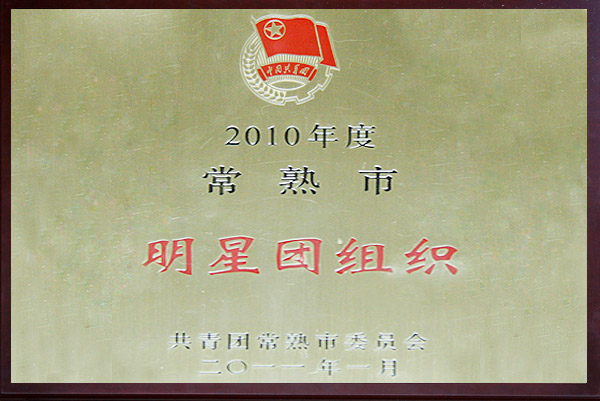 中国共青团
2010年度
常熟市
明星团组织
共青团常熟市委员会
二〇一一年一月